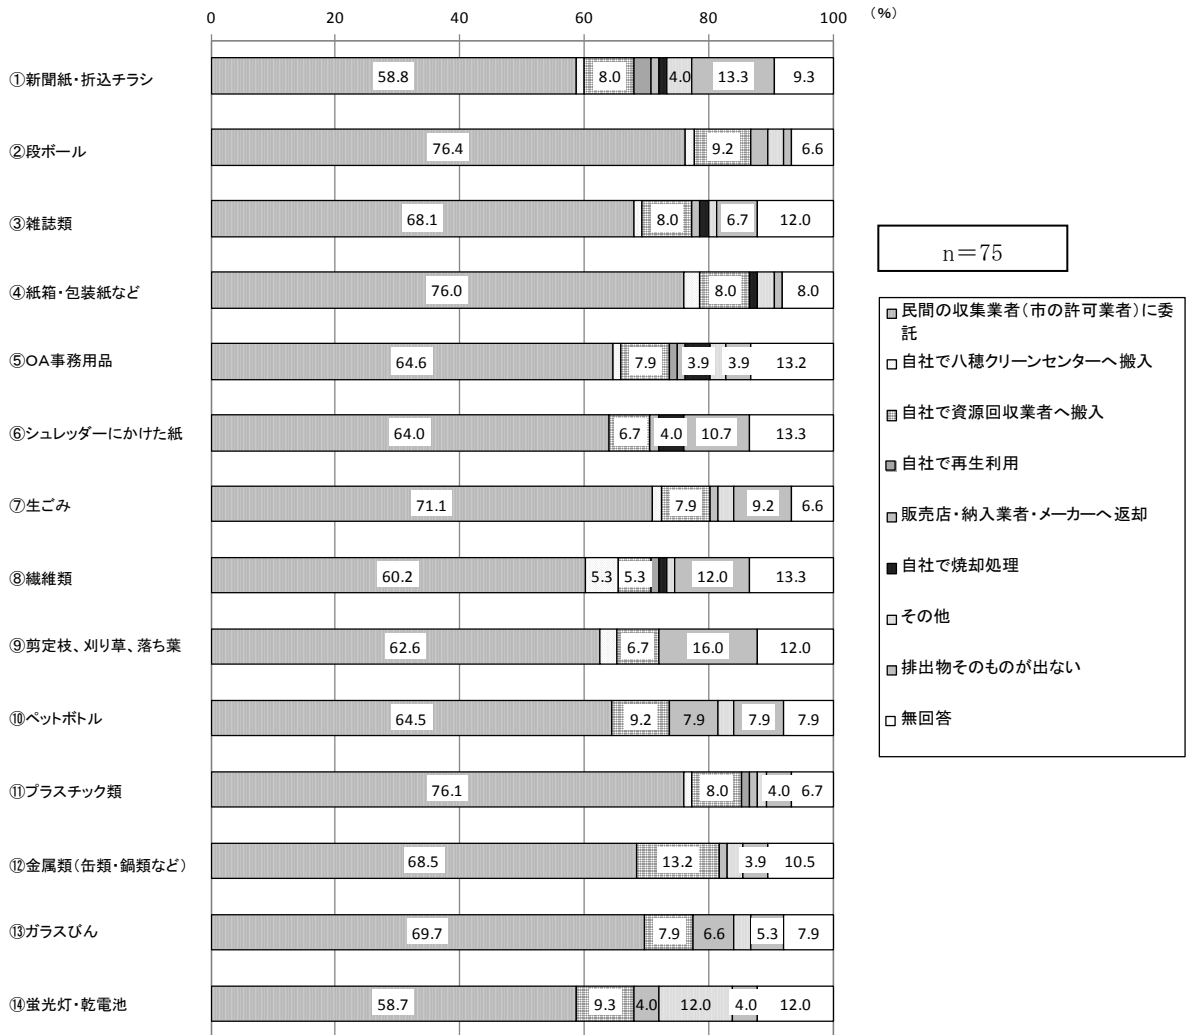 0 20 40 60 80 100 (%)
①新聞紙・折込チラシ 58.8 8.0 4.0 13.3 9.3
②段ボール 76.4 9.2 6.6
③雑誌類 68.1 8.0 6.7 12.0
④紙箱・包装紙など 76.0 8.0 8.0
⑤OA事務用品 64.6 7.9 3.9 3.9 13.2
⑥シュレッダーにかけた紙 64.0 6.7 4.0 10.7 13.3
⑦生ごみ 71.1 7.9 9.2 6.6
⑧繊維類 60.2 5.3 5.3 12.0 13.3
⑨剪定枝、刈り草、落ち葉 62.6 6.7 16.0 12.0
⑩ペットボトル 64.5 9.2 7.9 7.9 7.9
⑪プラスチック類 76.1 8.0 4.0 6.7
⑫金属類(缶類・鍋類など) 68.5 13.2 3.9 10.5
⑬ガラスびん 69.7 7.9 6.6 5.3 7.9
⑭蛍光灯・乾電池 58.7 9.3 4.0 12.0 4.0 12.0
n=75
民間の収集業者(市の許可業者)に委
託
自社で八穂クリーンセンターへ搬入
自社で資源回収業者へ搬入
自社で再生利用
販売店・納入業者・メーカーへ返却
自社で焼却処理
その他
排出物そのものが出ない
無回答